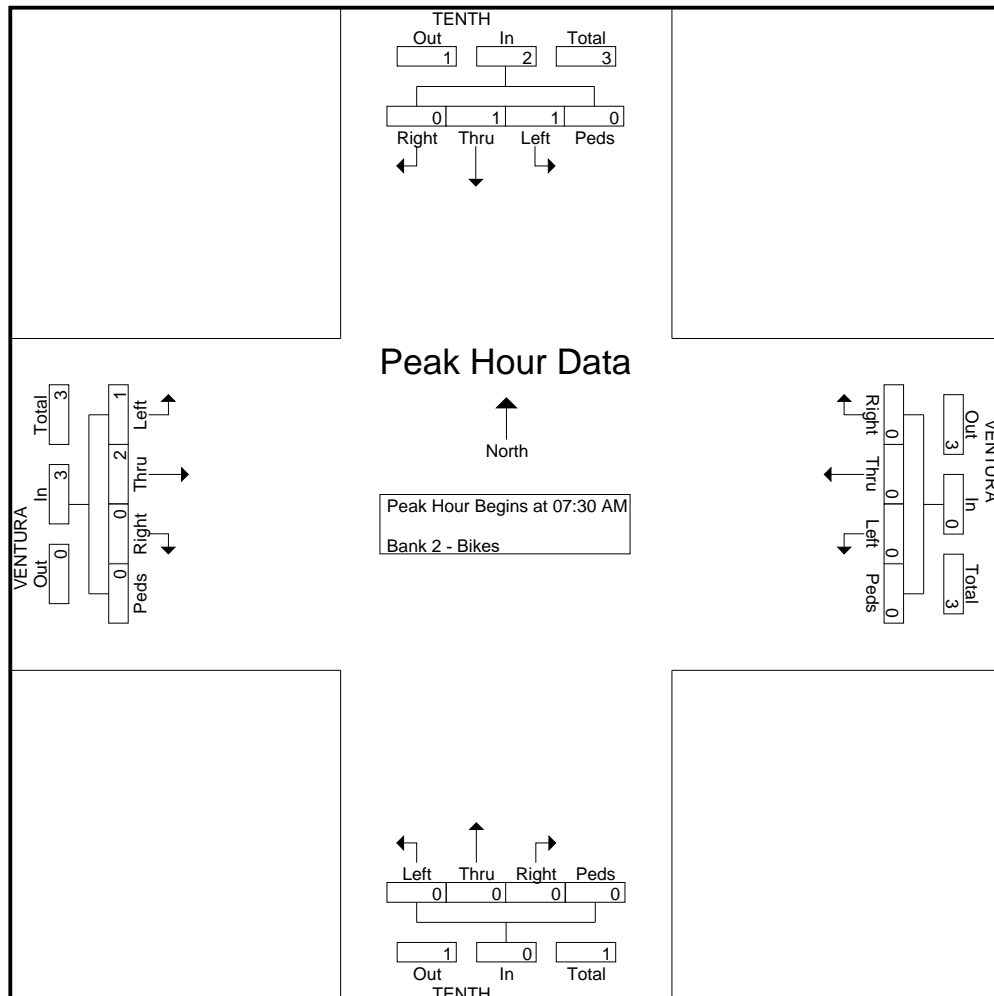 TENTH
Out In Total
1 2 3
0 1 1 0
Right Thru Left Peds
Peak Hour Data
North
Peak Hour Begins at 07:30 AM
Bank 2 - Bikes
VENTURA
Out In Total
0 3 3
1 2 0 0
Left Thru Right Peds
VENTURA
Out In Total
3 0 3
0 0 0 0
Right Thru Left Peds
Left Thru Right Peds
0 0 0 0
1 0 1
Out In Total
TENTH